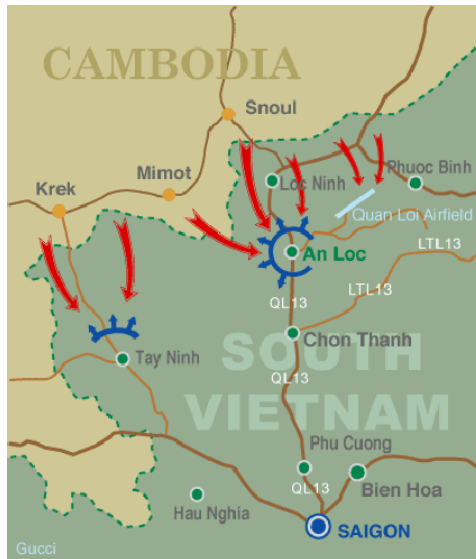 CAMBODIA
Snoul
Mimot
Krek
Loc Ninh
Phuoc Binh
Quan Loi Airfield
An Loc
LTL13
LTL13
QL13
Chon Thanh
SOUTH
VIETNAM
Tay Ninh
QL13
Phu Cuong
QL13
Bien Hoa
Hau Nghia
SAIGON
Gucci